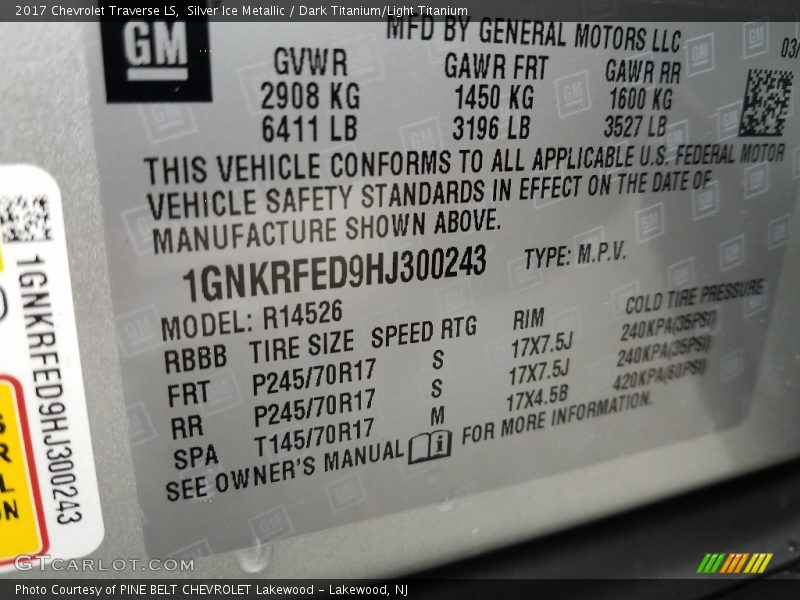 2017 Chevrolet Traverse LS, Silver Ice Metallic / Dark Titanium/Light Titanium
GM
MFD BY GENERAL MOTORS LLC
03/
GVWR GAWR FRT GAWR RR
2908 KG 1450 KG 1600 KG
6411 LB 3196 LB 3527 LB
THIS VEHICLE CONFORMS TO ALL APPLICABLE U.S. FEDERAL MOTOR
VEHICLE SAFETY STANDARDS IN EFFECT ON THE DATE OF
MANUFACTURE SHOWN ABOVE.
1GNKRFED9HJ300243 TYPE: M.P.V.
MODEL: R14526
RBBB TIRE SIZE SPEED RTG RIM COLD TIRE PRESSURE
FRT P245/70R17 S 17X7.5J 240KPA(35PSI)
RR P245/70R17 S 17X7.5J 240KPA(35PSI)
SPA T145/70R17 M 17X4.5B 420KPA(60PSI)
SEE OWNER'S MANUAL FOR MORE INFORMATION.
1GNKRFED9HJ300243
GTCARLOT.COM
Photo Courtesy of PINE BELT CHEVROLET Lakewood - Lakewood, NJ